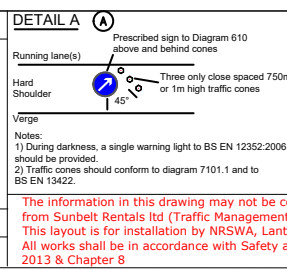 DETAIL A A
Prescribed sign to Diagram 610
above and behind cones
Running lane(s)
Three only close spaced 750m
or 1m high traffic cones
Hard
Shoulder
45°
Verge
Notes:
1) During darkness, a single warning light to BS EN 12352:2006
should be provided.
2) Traffic cones should conform to diagram 7101.1 and to
BS EN 13422.
The information in this drawing may not be
from Sunbelt Rentals ltd (Traffic Management
This layout is for installation by NRSWA, Lant
All works shall be in accordance with Safety a
2013 & Chapter 8